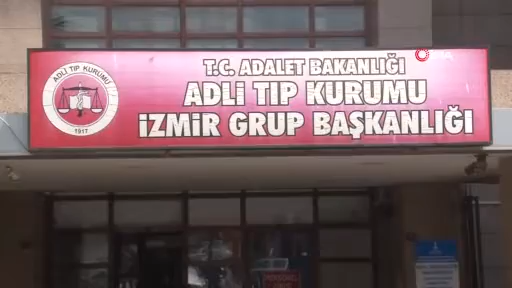 T.C. ADALET BAKANLIĞI
ADLİ TIP KURUMU
İZMİR GRUP BAŞKANLIĞI
ADLİ TIP KURUMU
1917